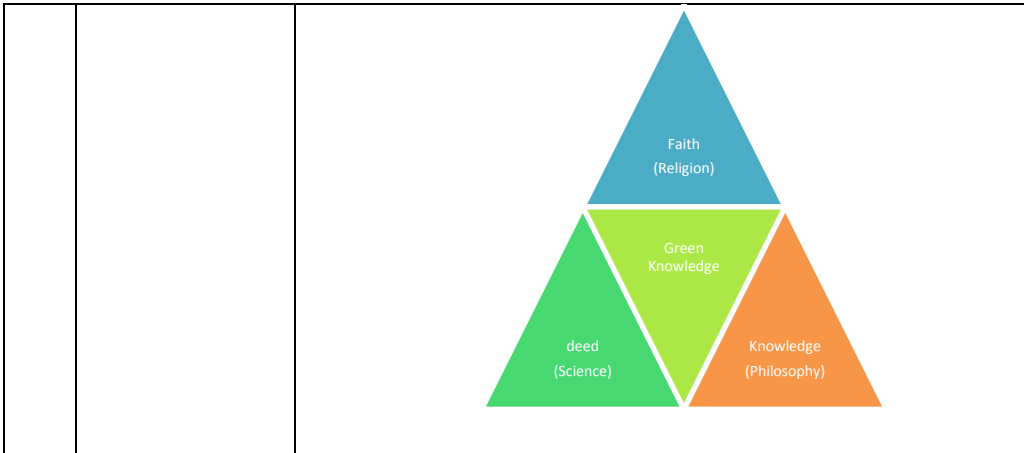 Faith
(Religion)
Green
Knowledge
deed
(Science)
Knowledge
(Philosophy)